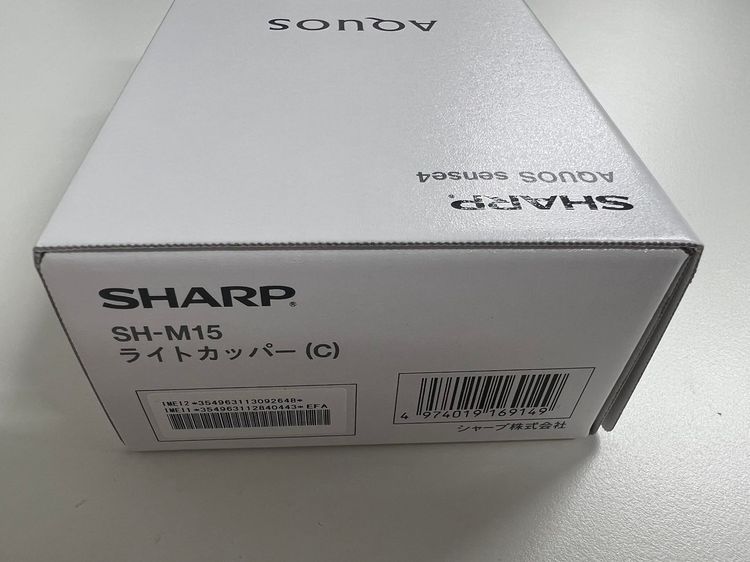 AQUOS
AQUOS sense4
SHARP
SHARP
SH-M15
ライトカッパー (C)
IMEI2*354963113092648*
IMEI1*354963112840443*EFA
4 974019 169149
シャープ株式会社